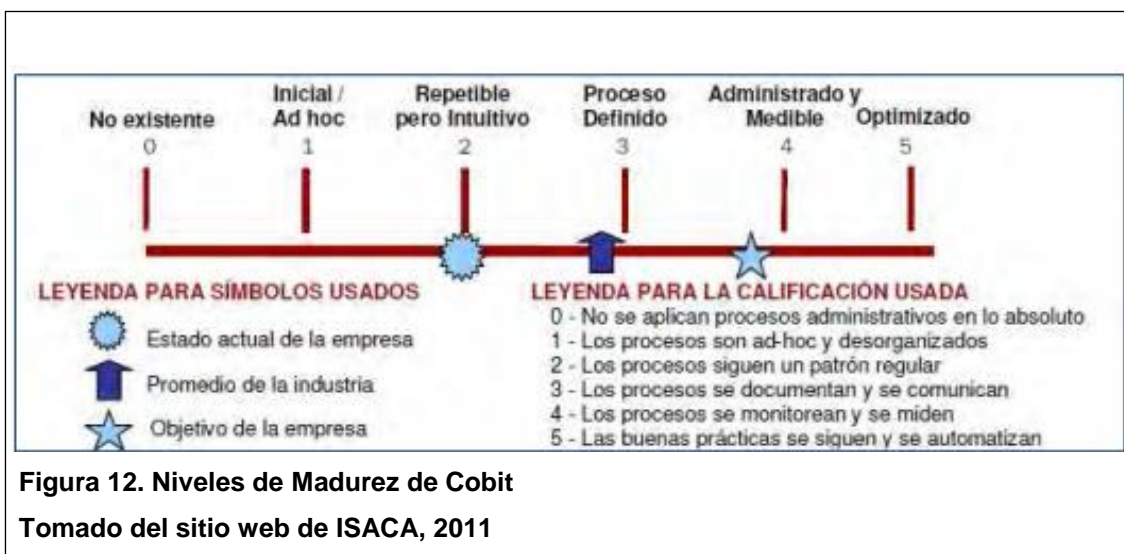 No existente
Inicial /
Ad hoc
Repetible
pero Intuitivo
Proceso
Definido
Administrado y
Medible
Optimizado
0 1 2 3 4 5
LEYENDA PARA SÍMBOLOS USADOS
Estado actual de la empresa
Promedio de la industria
Objetivo de la empresa
LEYENDA PARA LA CALIFICACIÓN USADA
0 - No se aplican procesos administrativos en lo absoluto
1 - Los procesos son ad-hoc y desorganizados
2 - Los procesos siguen un patrón regular
3 - Los procesos se documentan y se comunican
4 - Los procesos se monitorean y se miden
5 - Las buenas prácticas se siguen y se automatizan
Figura 12. Niveles de Madurez de Cobit
Tomado del sitio web de ISACA, 2011